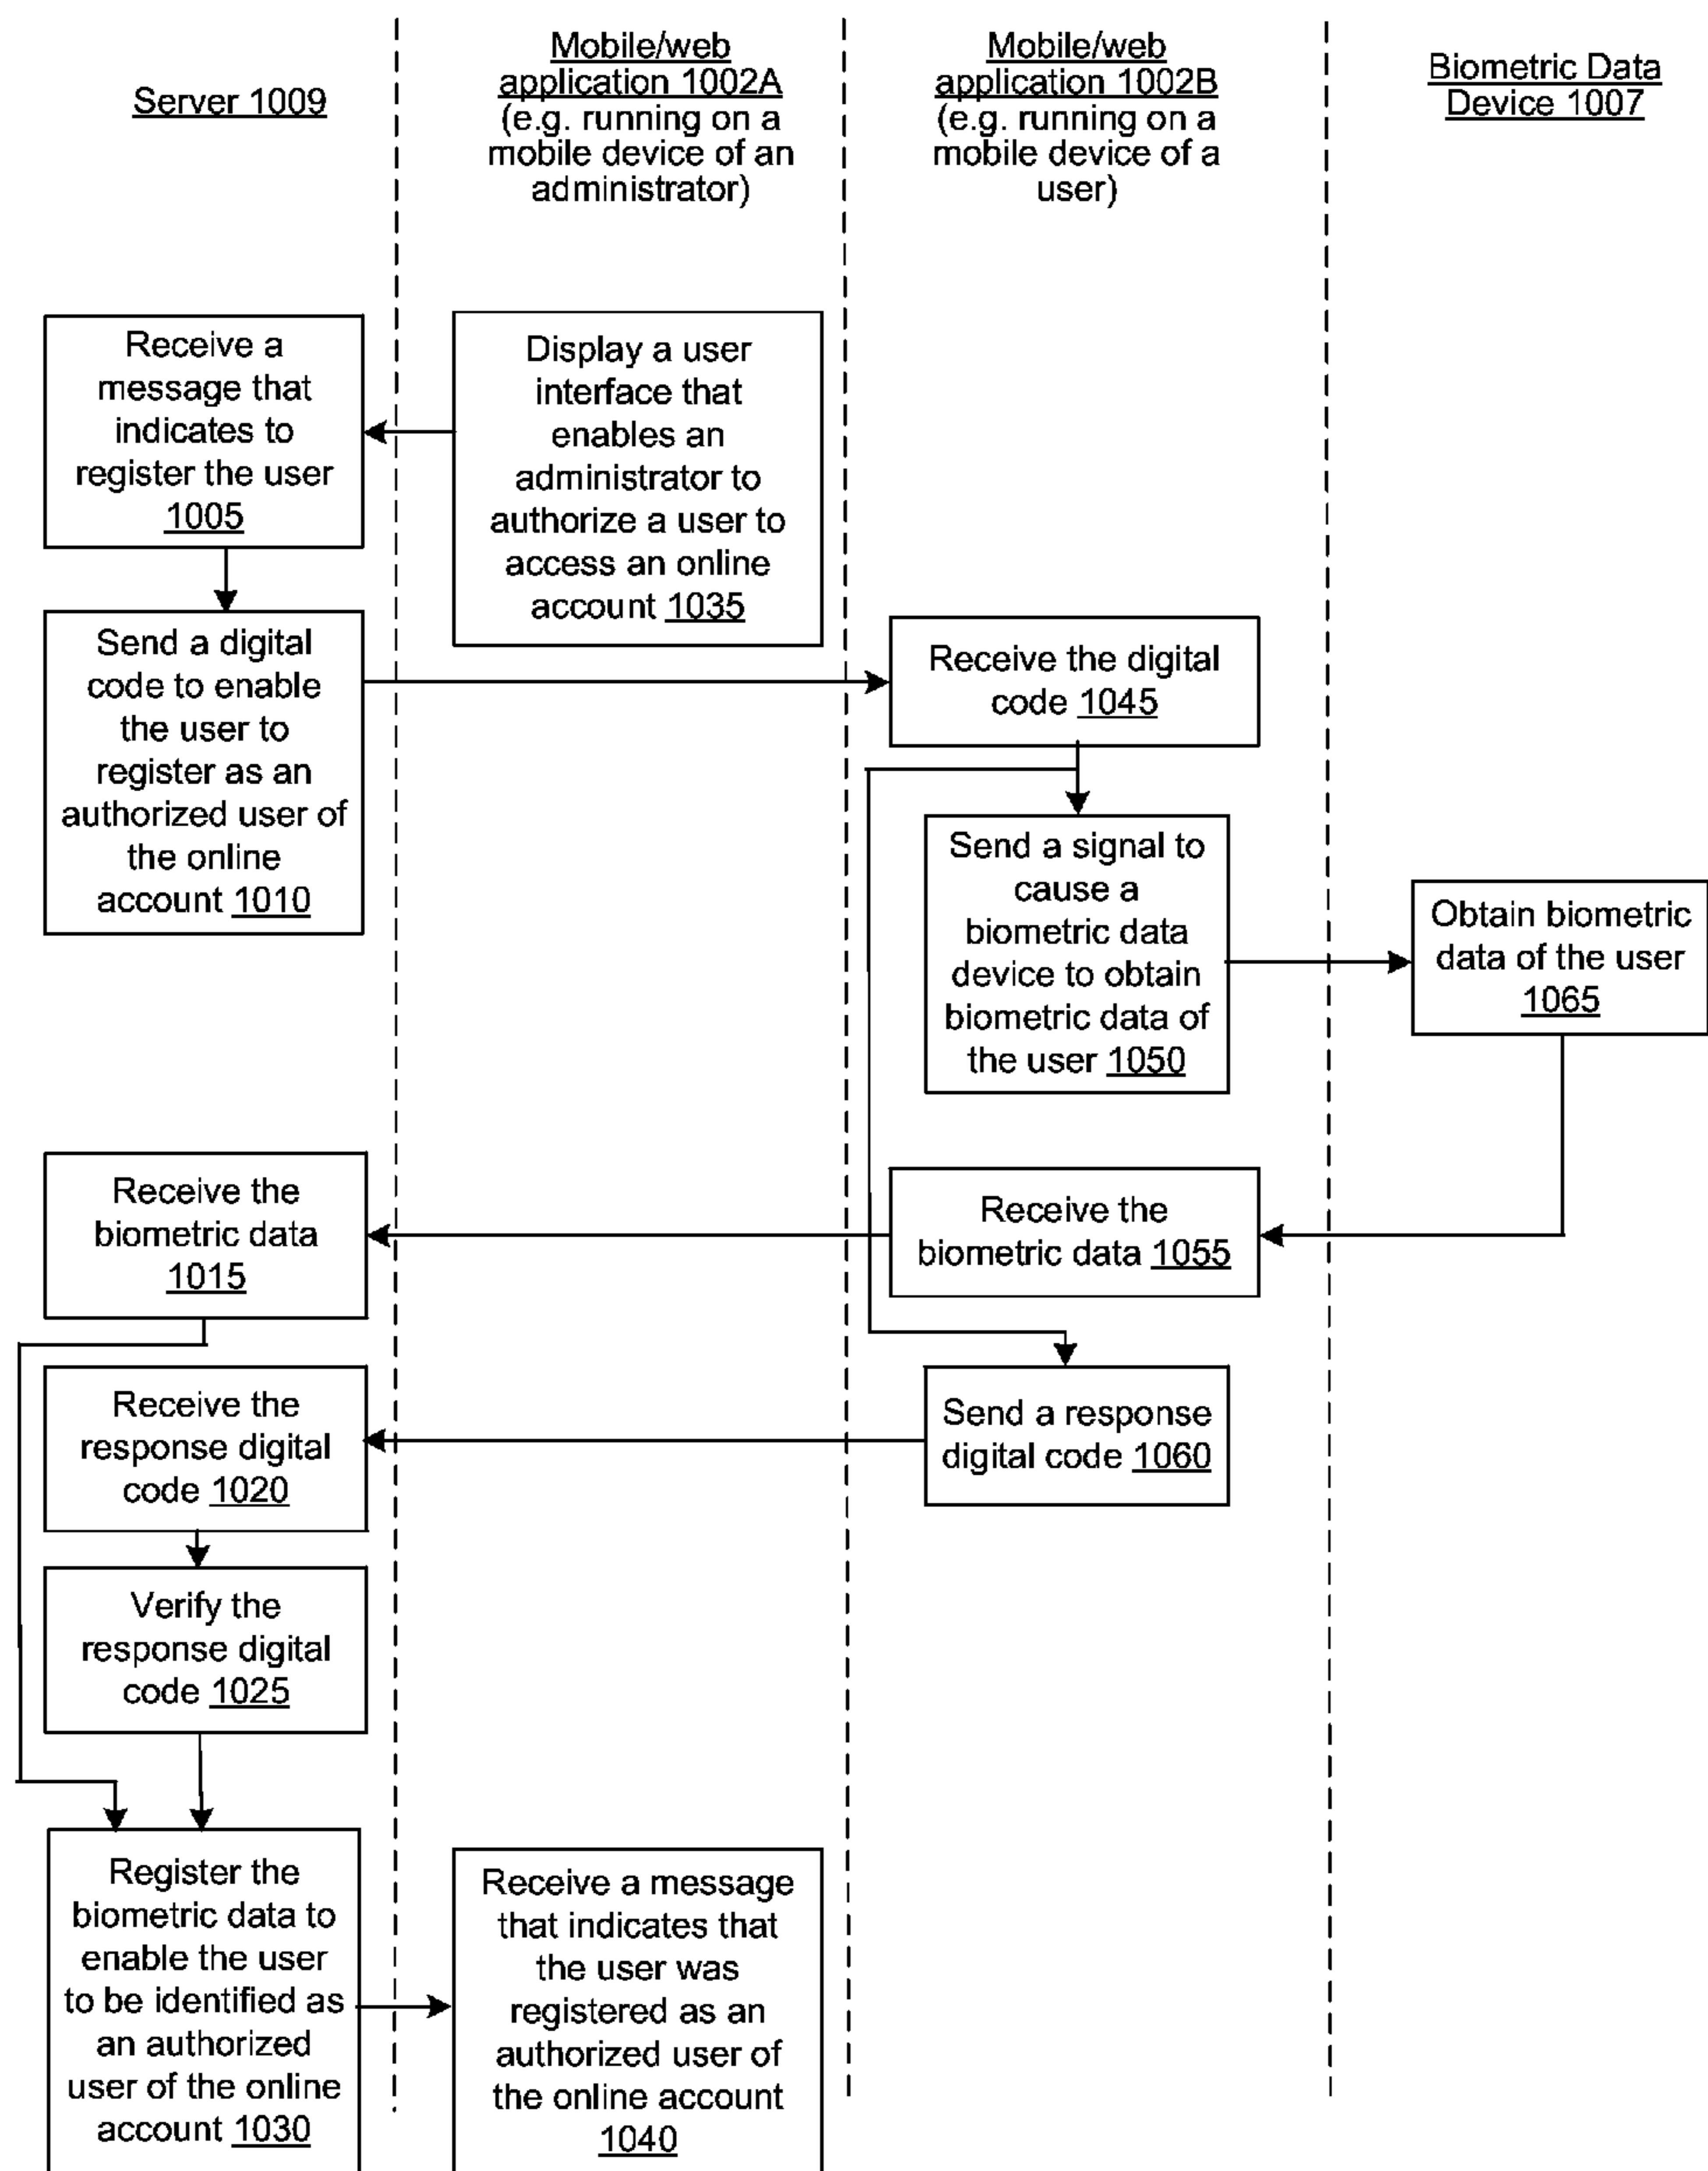 Server 1009
Mobile/web
application 1002A
(e.g. running on a
mobile device of an
administrator)
Mobile/web
application 1002B
(e.g. running on a
mobile device of a
user)
Biometric Data
Device 1007
Receive a
message that
indicates to
register the user
1005
Display a user
interface that
enables an
administrator to
authorize a user to
access an online
account 1035
Send a digital
code to enable
the user to
register as an
authorized user of
the online
account 1010
Receive the digital
code 1045
Send a signal to
cause a
biometric data
device to obtain
biometric data of
the user 1050
Obtain biometric
data of the user
1065
Receive the
biometric data
1015
Receive the
biometric data 1055
Receive the
response digital
code 1020
Send a response
digital code 1060
Verify the
response digital
code 1025
Register the
biometric data to
enable the user
to be identified as
an authorized
user of the online
account 1030
Receive a message
that indicates that
the user was
registered as an
authorized user of
the online account
1040